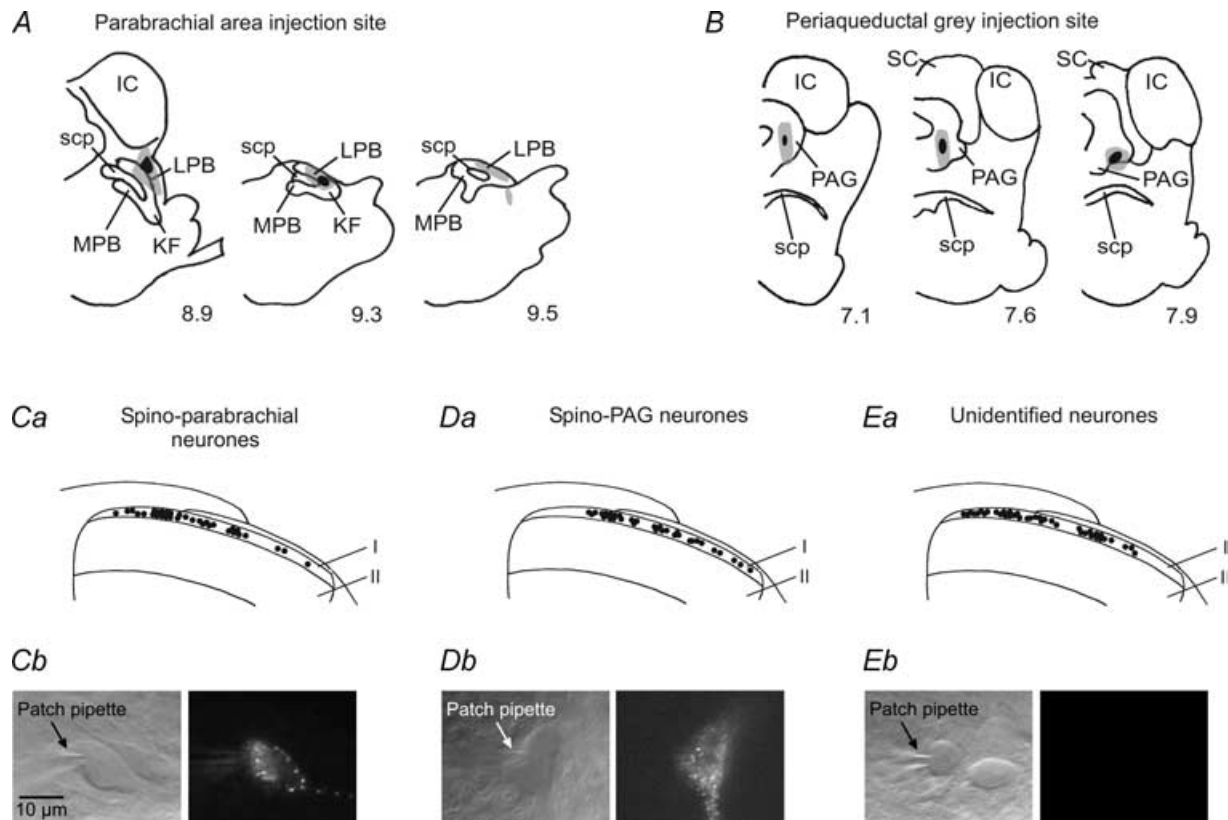 A Parabrachial area injection site
IC
scp
LPB
MPB
KF
8.9
scp
LPB
MPB
KF
9.3
scp
LPB
MPB
9.5
B Periaqueductal grey injection site
IC
PAG
scp
7.1
SC
IC
PAG
scp
7.6
SC
IC
PAG
scp
7.9
Ca Spino-parabrachial
neurones
I
II
Da Spino-PAG neurones
I
II
Ea Unidentified neurones
I
II
Cb
Patch pipette
10 µm
Db
Patch pipette
Eb
Patch pipette